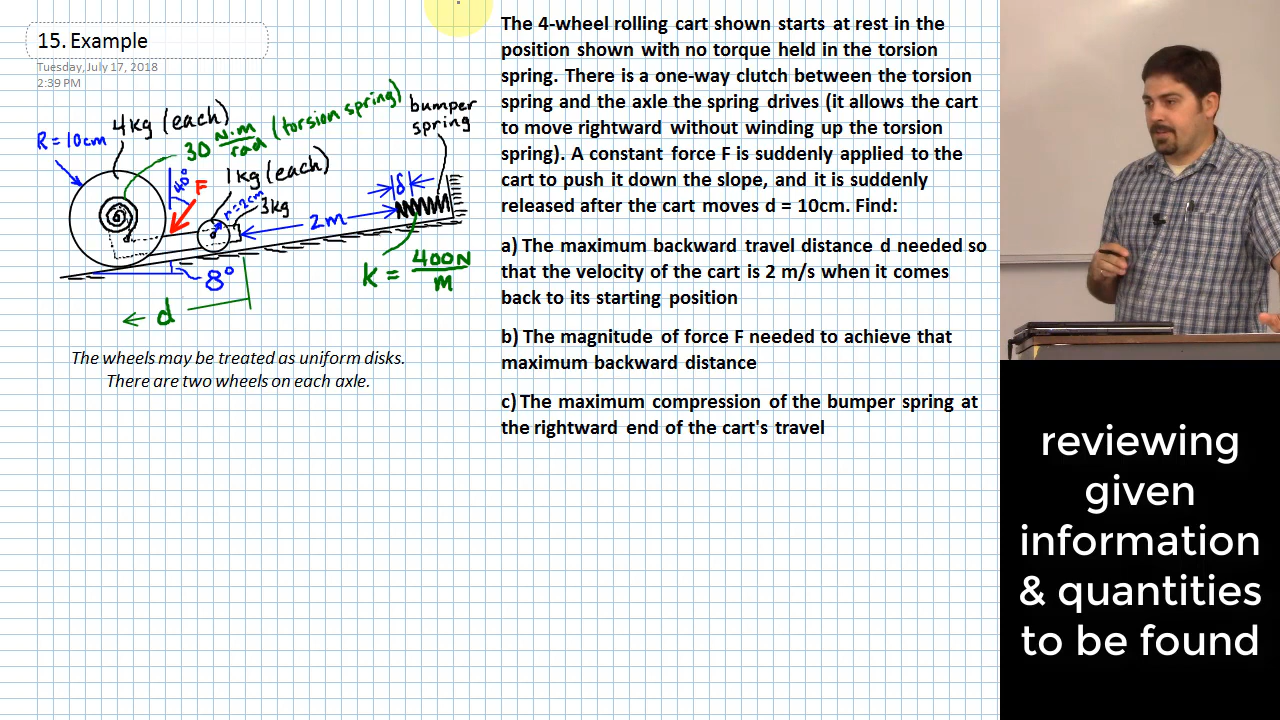 15. Example
Tuesday, July 17, 2018
2:39 PM
R = 10cm
4kg (each)
30 N·m/rad (torsion spring)
bumper
spring
40°
F
1kg (each)
r=2cm
3kg
2m
δ
8°
k = 400N/m
d
The wheels may be treated as uniform disks.
There are two wheels on each axle.
The 4-wheel rolling cart shown starts at rest in the
position shown with no torque held in the torsion
spring. There is a one-way clutch between the torsion
spring and the axle the spring drives (it allows the cart
to move rightward without winding up the torsion
spring). A constant force F is suddenly applied to the
cart to push it down the slope, and it is suddenly
released after the cart moves d = 10cm. Find:
a) The maximum backward travel distance d needed so
that the velocity of the cart is 2 m/s when it comes
back to its starting position
b) The magnitude of force F needed to achieve that
maximum backward distance
c) The maximum compression of the bumper spring at
the rightward end of the cart's travel
reviewing
given
information
& quantities
to be found